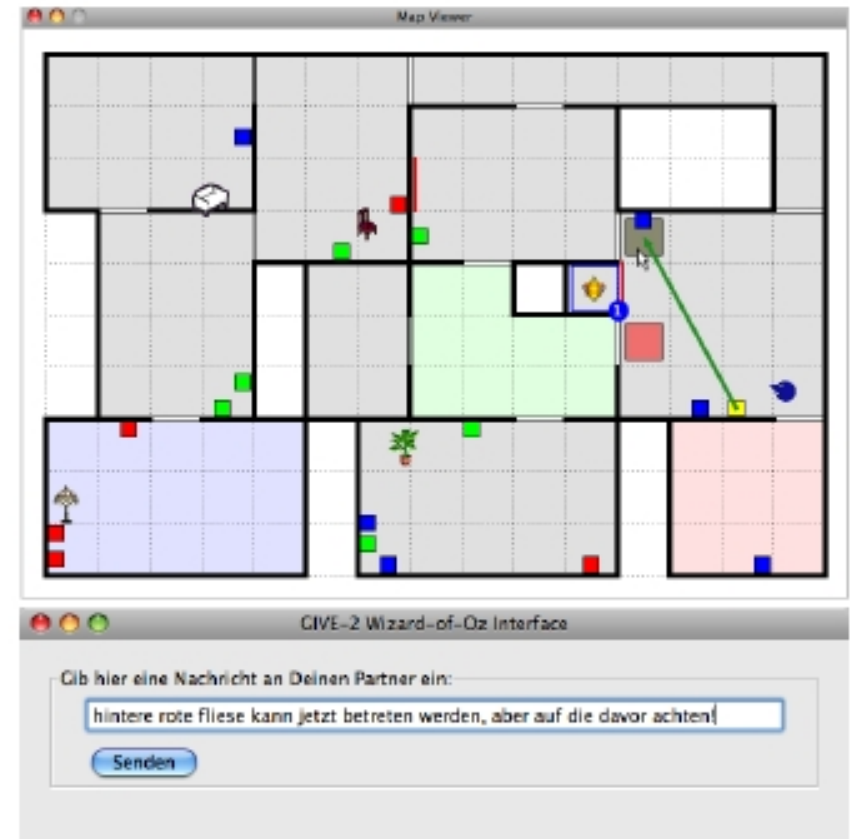 Map Viewer
1
GIVE-2 Wizard-of-Oz Interface
Gib hier eine Nachricht an Deinen Partner ein:
hintere rote fliese kann jetzt betreten werden, aber auf die davor achten!
Senden